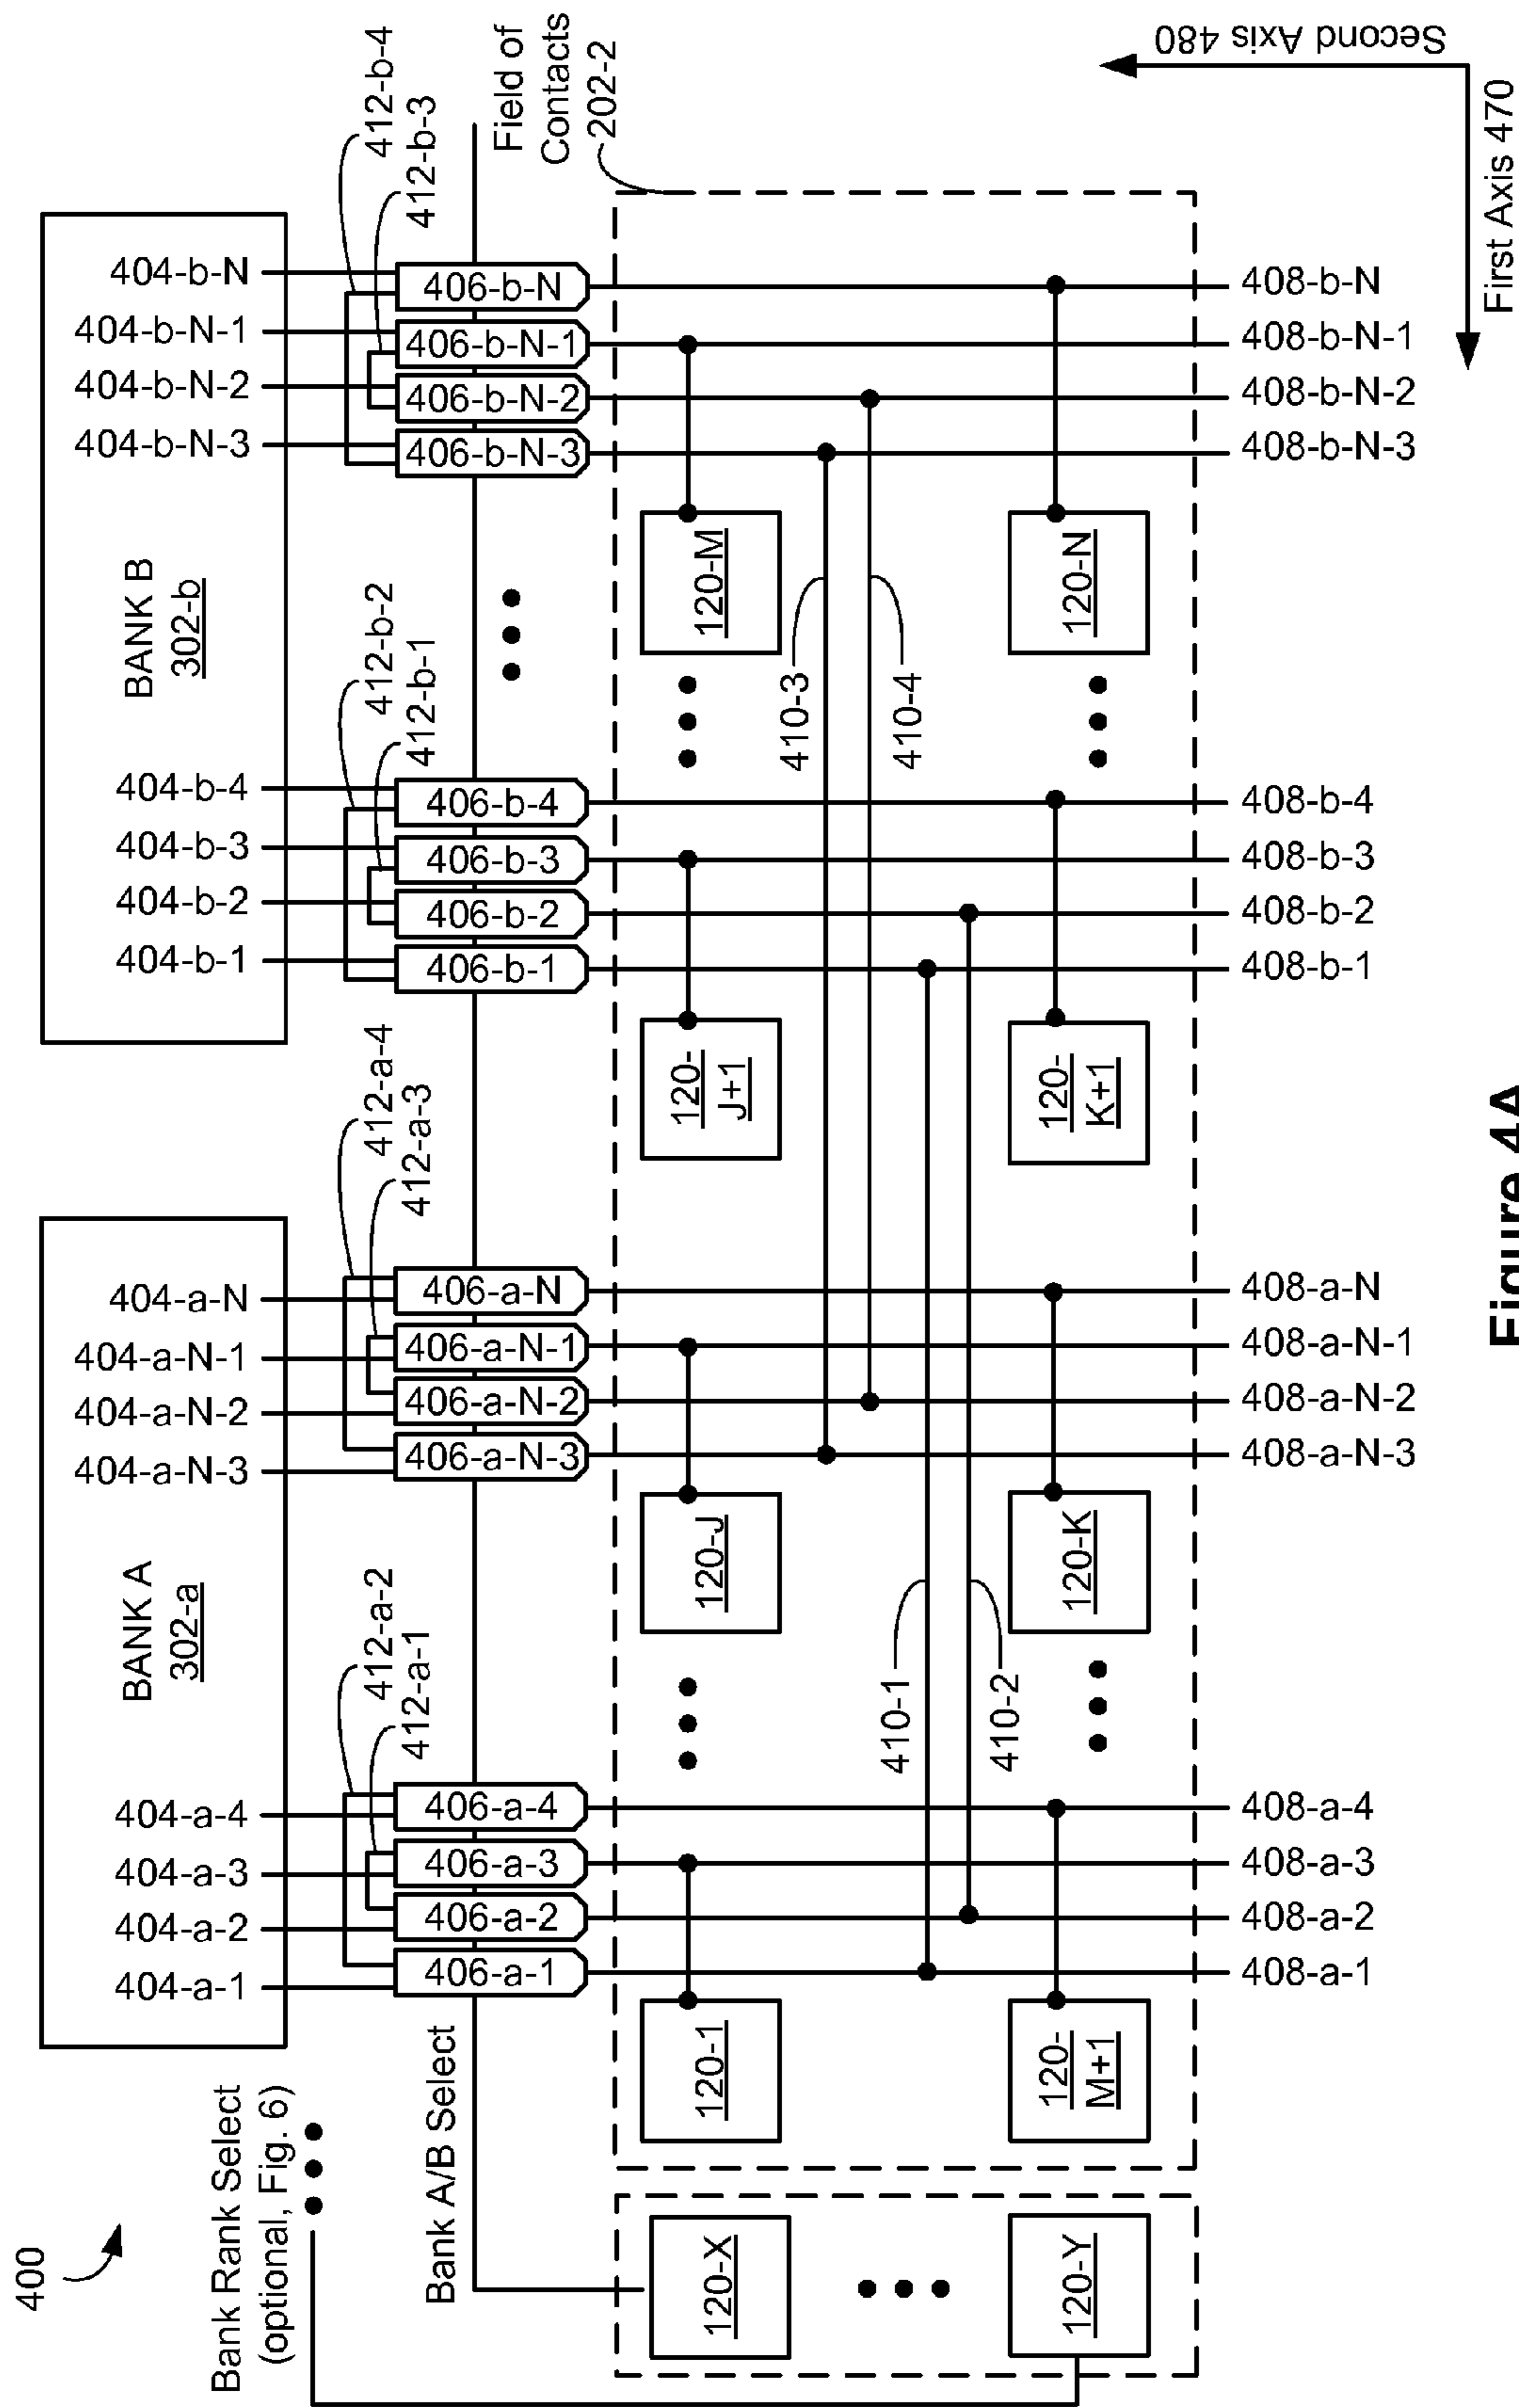 400
Bank Rank Select
(optional, Fig. 6)
Bank A/B Select
BANK A
302-a
404-a-1
404-a-2
404-a-3
404-a-4
404-a-N-3
404-a-N-2
404-a-N-1
404-a-N
BANK B
302-b
404-b-1
404-b-2
404-b-3
404-b-4
404-b-N-3
404-b-N-2
404-b-N-1
404-b-N
412-a-2
412-a-1
412-a-4
412-a-3
412-b-2
412-b-1
412-b-4
412-b-3
406-a-1
406-a-2
406-a-3
406-a-4
406-a-N-3
406-a-N-2
406-a-N-1
406-a-N
406-b-1
406-b-2
406-b-3
406-b-4
406-b-N-3
406-b-N-2
406-b-N-1
406-b-N
Field of
Contacts
202-2
120-X
120-1
120-J
120-
J+1
120-M
410-3
410-4
410-1
410-2
120-Y
120-
M+1
120-K
120-
K+1
120-N
408-a-1
408-a-2
408-a-3
408-a-4
408-a-N-3
408-a-N-2
408-a-N-1
408-a-N
408-b-1
408-b-2
408-b-3
408-b-4
408-b-N-3
408-b-N-2
408-b-N-1
408-b-N
Second Axis 480
First Axis 470
Figure 4A